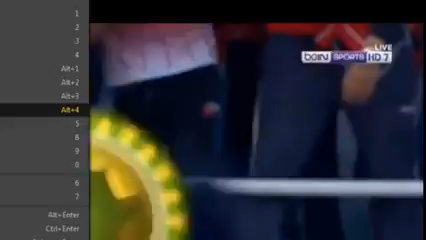 1
2
3
4
Alt+1
Alt+2
Alt+3
Alt+4
5
8
9
0
6
7
Alt+Enter
Ctrl+Enter
LIVE
beIN SPORTS HD 7